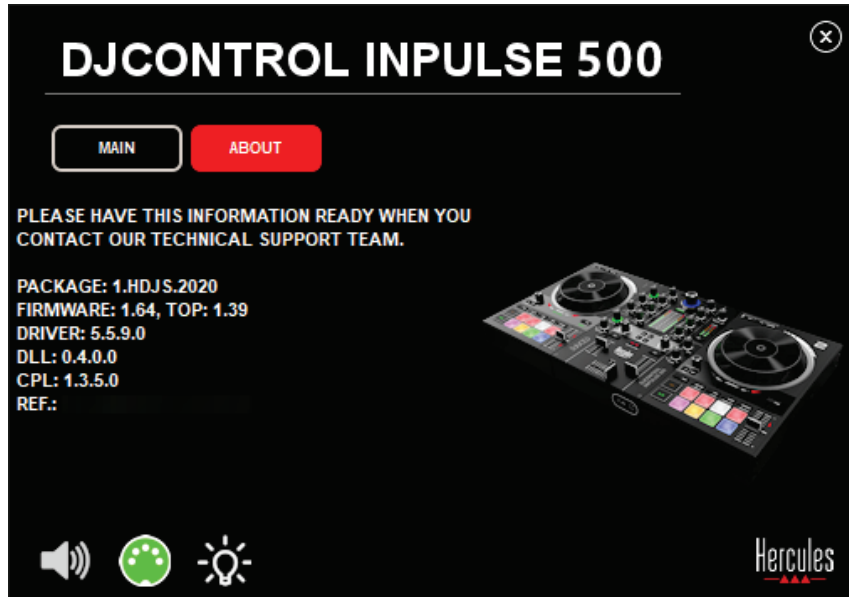 DJCONTROL INPULSE 500
MAIN
ABOUT
PLEASE HAVE THIS INFORMATION READY WHEN YOU
CONTACT OUR TECHNICAL SUPPORT TEAM.
PACKAGE: 1.HDJS.2020
FIRMWARE: 1.64, TOP: 1.39
DRIVER: 5.5.9.0
DLL: 0.4.0.0
CPL: 1.3.5.0
REF.:
Hercules